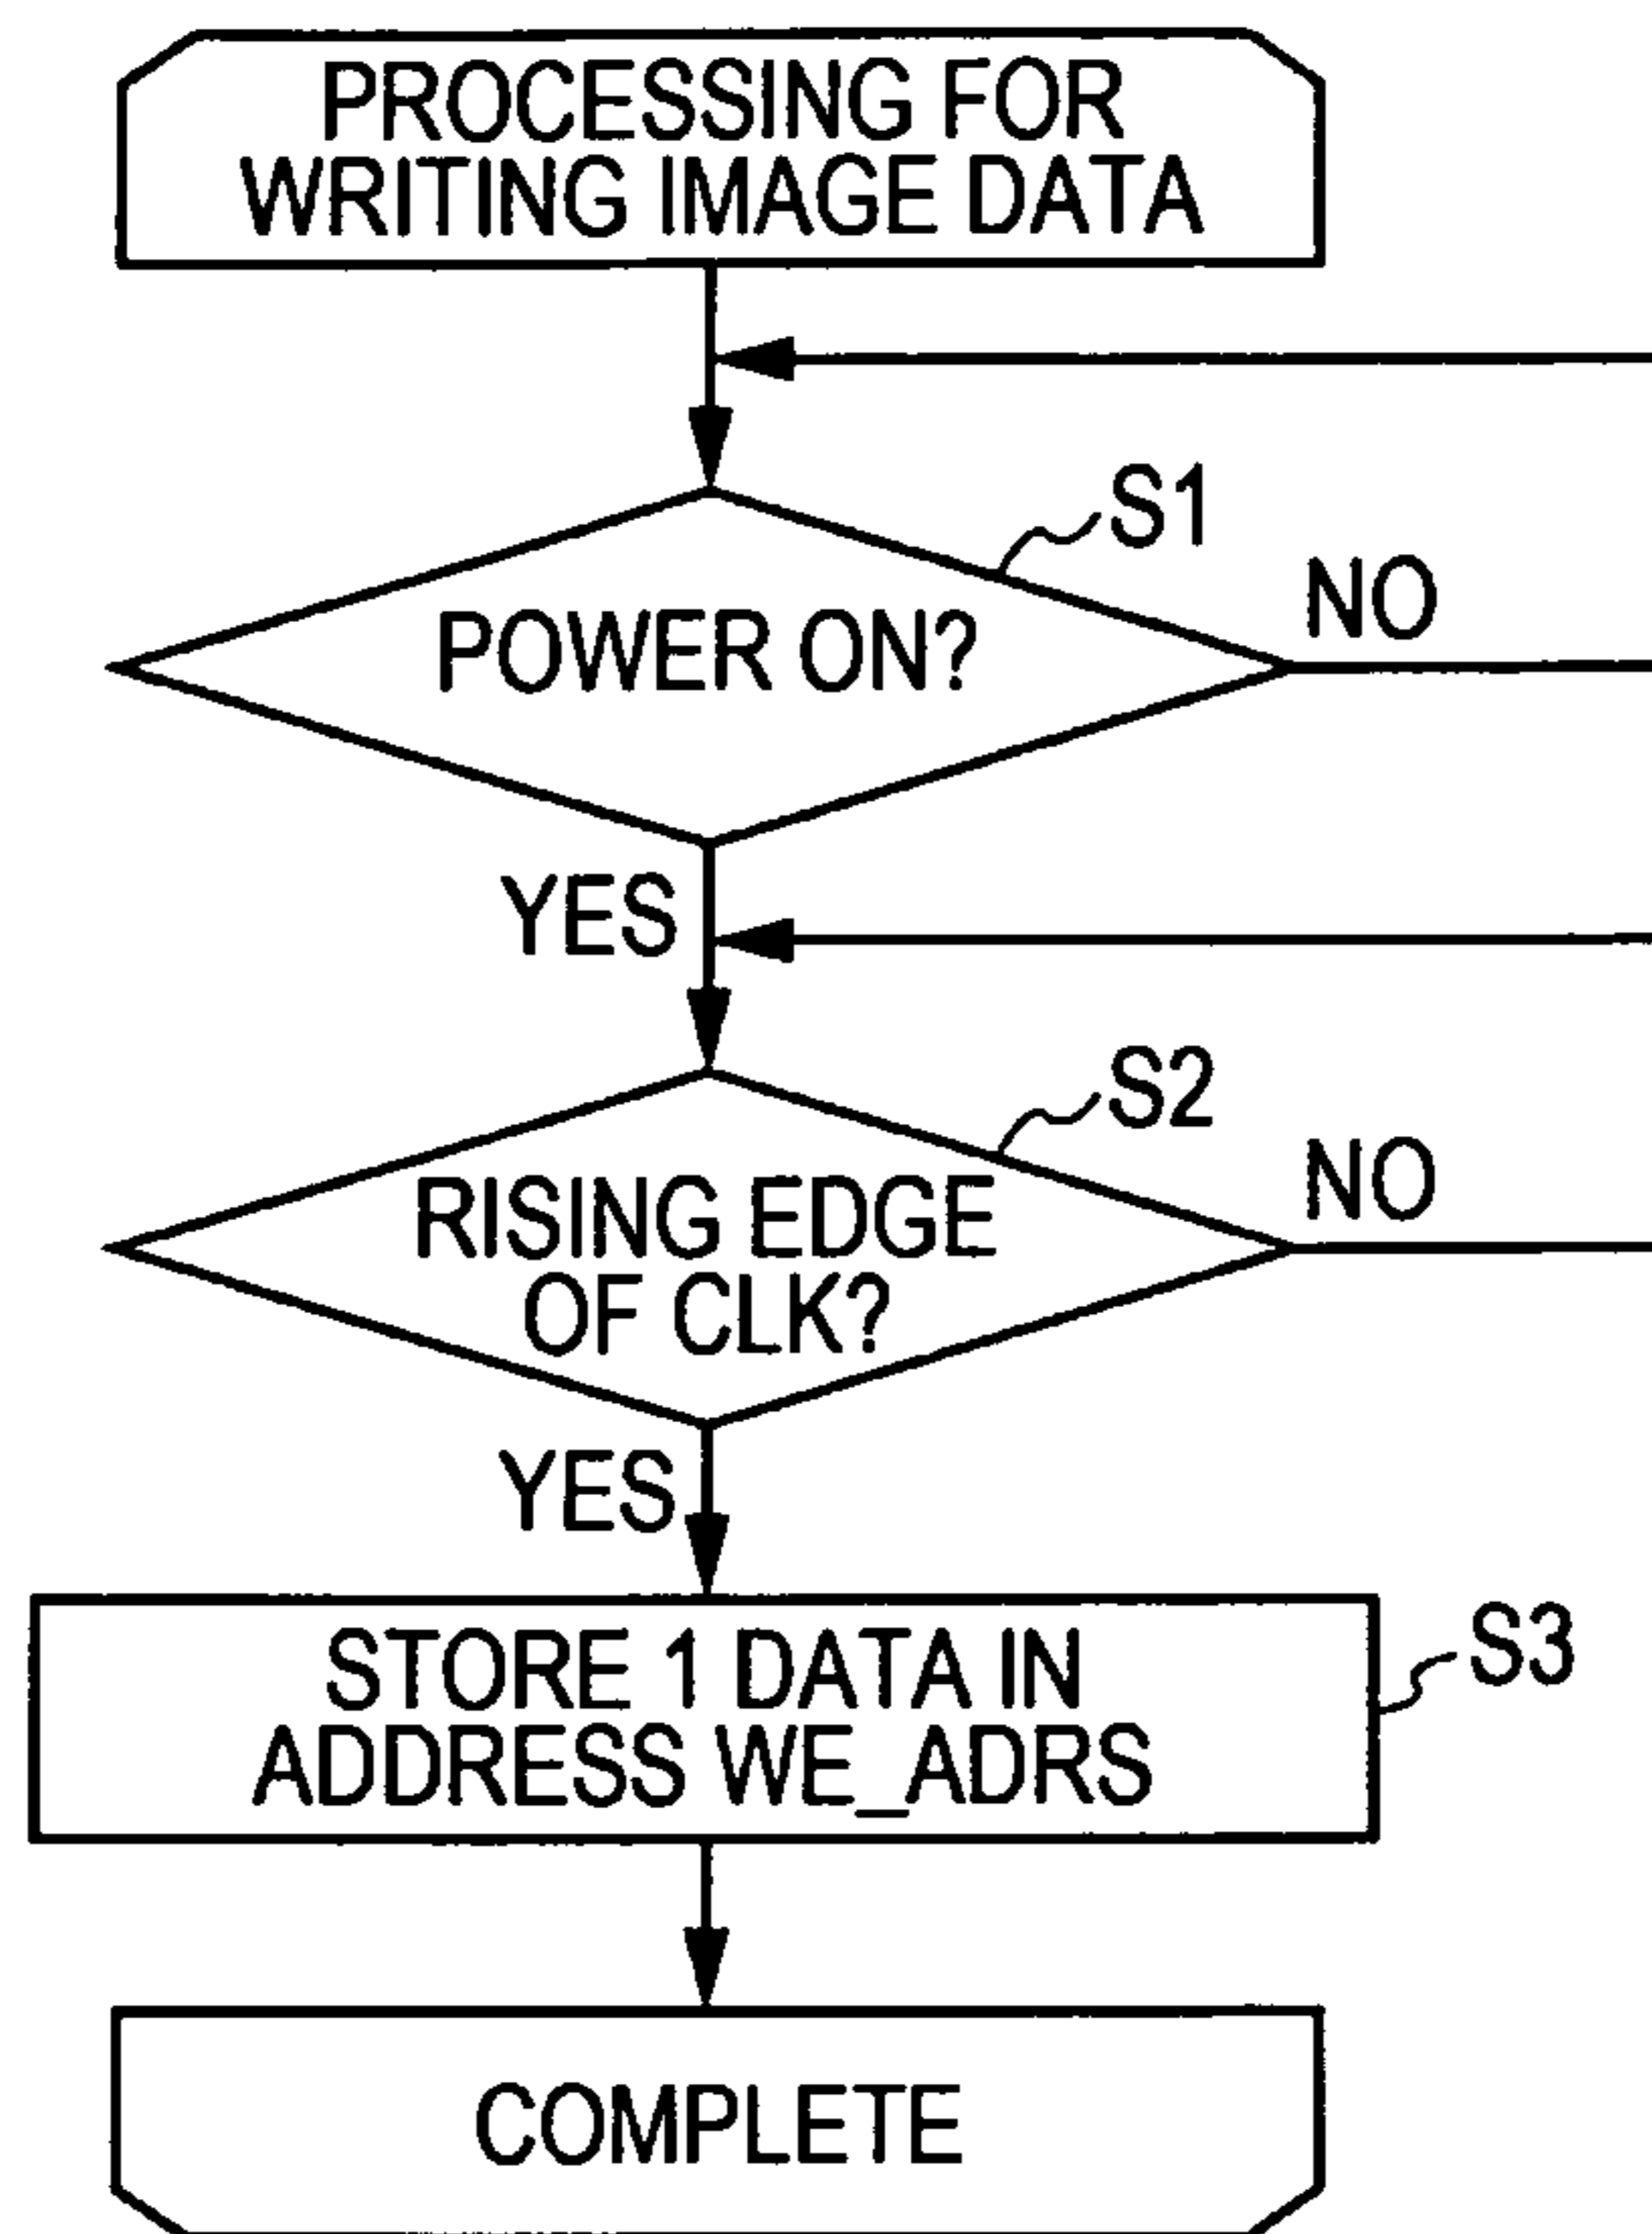 PROCESSING FOR
WRITING IMAGE DATA
S1
POWER ON?
NO
YES
S2
RISING EDGE
OF CLK?
NO
YES
STORE 1 DATA IN
ADDRESS WE_ADRS
S3
COMPLETE